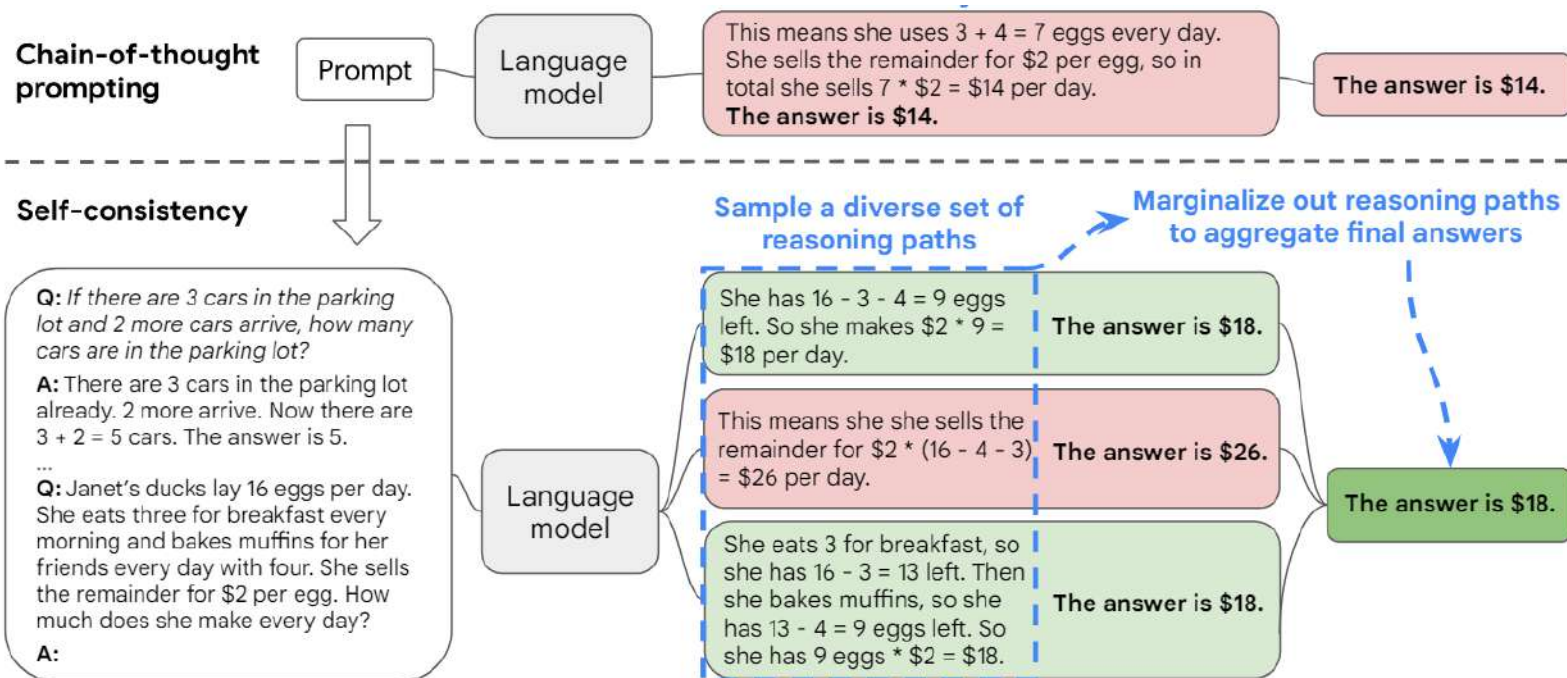 Chain-of-thought
prompting
Prompt
Language
model
This means she uses 3 + 4 = 7 eggs every day.
She sells the remainder for $2 per egg, so in
total she sells 7 * $2 = $14 per day.
The answer is $14.
The answer is $14.
Self-consistency
Sample a diverse set of
reasoning paths
Marginalize out reasoning paths
to aggregate final answers
Q: If there are 3 cars in the parking
lot and 2 more cars arrive, how many
cars are in the parking lot?
A: There are 3 cars in the parking lot
already. 2 more arrive. Now there are
3 + 2 = 5 cars. The answer is 5.
...
Q: Janet's ducks lay 16 eggs per day.
She eats three for breakfast every
morning and bakes muffins for her
friends every day with four. She sells
the remainder for $2 per egg. How
much does she make every day?
A:
Language
model
She has 16 - 3 - 4 = 9 eggs
left. So she makes $2 * 9 =
$18 per day.
The answer is $18.
This means she she sells the
remainder for $2 * (16 - 4 - 3)
= $26 per day.
The answer is $26.
She eats 3 for breakfast, so
she has 16 - 3 = 13 left. Then
she bakes muffins, so she
has 13 - 4 = 9 eggs left. So
she has 9 eggs * $2 = $18.
The answer is $18.
The answer is $18.